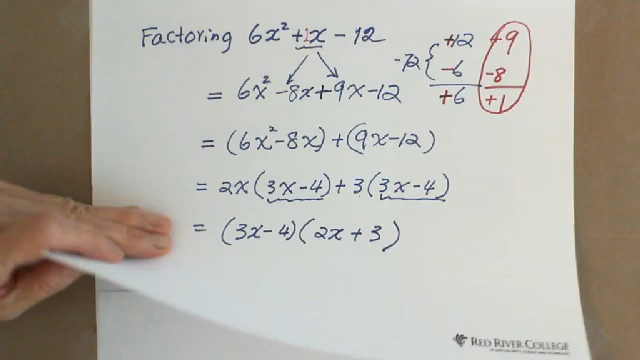 Factoring 6x² + 1x - 12
= 6x² - 8x + 9x - 12
= (6x² - 8x) + (9x - 12)
= 2x (3x - 4) + 3 (3x - 4)
= (3x - 4)(2x + 3)
-72 { +12 +9
-6 -8
+6 +1
RED RIVER COLLEGE